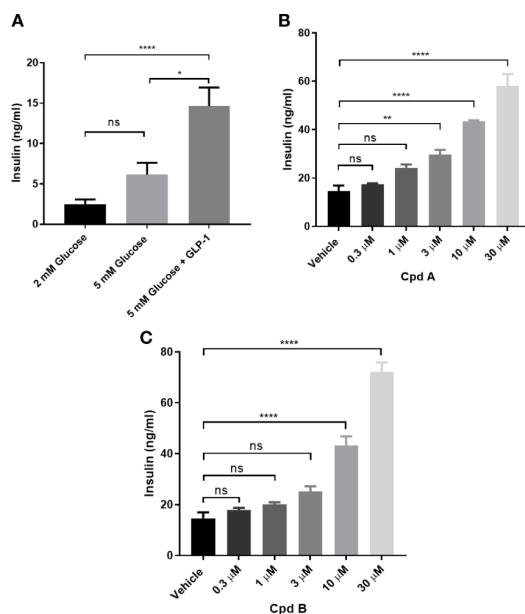 A
****
*
ns
Insulin (ng/ml)
20
15
10
5
0
2 mM Glucose
5 mM Glucose
5 mM Glucose + GLP-1
B
****
****
**
ns
ns
Insulin (ng/ml)
80
60
40
20
0
Vehicle
0.3 µM
1 µM
3 µM
10 µM
30 µM
Cpd A
C
****
****
ns
ns
ns
Insulin (ng/ml)
80
60
40
20
0
Vehicle
0.3 µM
1 µM
3 µM
10 µM
30 µM
Cpd B